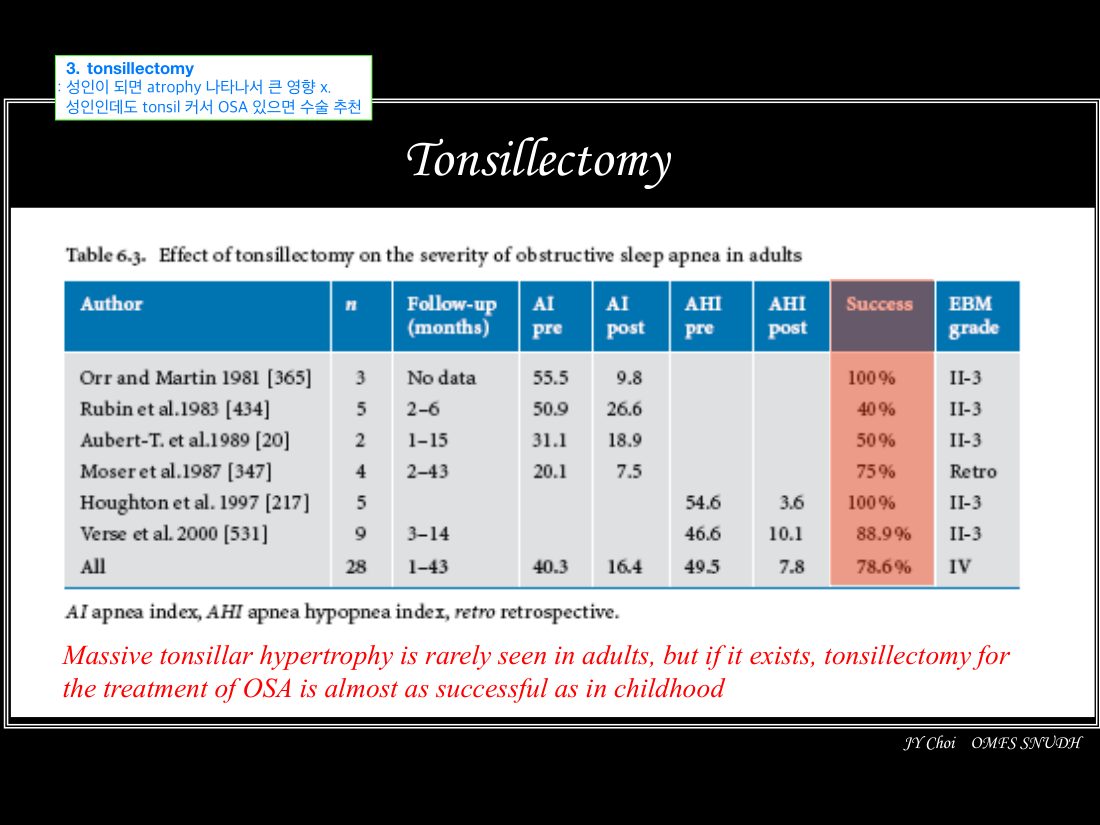 3. tonsillectomy
: 성인이 되면 atrophy 나타나서 큰 영향 x.
성인인데도 tonsil 커서 OSA 있으면 수술 추천
Tonsillectomy
Table 6.3. Effect of tonsillectomy on the severity of obstructive sleep apnea in adults
Author n Follow-up (months) AI pre AI post AHI pre AHI post Success EBM grade
Orr and Martin 1981 [365] 3 No data 55.5 9.8 100% II-3
Rubin et al.1983 [434] 5 2–6 50.9 26.6 40% II-3
Aubert-T. et al.1989 [20] 2 1–15 31.1 18.9 50% II-3
Moser et al.1987 [347] 4 2–43 20.1 7.5 75% Retro
Houghton et al. 1997 [217] 5 54.6 3.6 100% II-3
Verse et al. 2000 [531] 9 3–14 46.6 10.1 88.9% II-3
All 28 1–43 40.3 16.4 49.5 7.8 78.6% IV
AI apnea index, AHI apnea hypopnea index, retro retrospective.
Massive tonsillar hypertrophy is rarely seen in adults, but if it exists, tonsillectomy for
the treatment of OSA is almost as successful as in childhood
JY Choi OMFS SNUDH